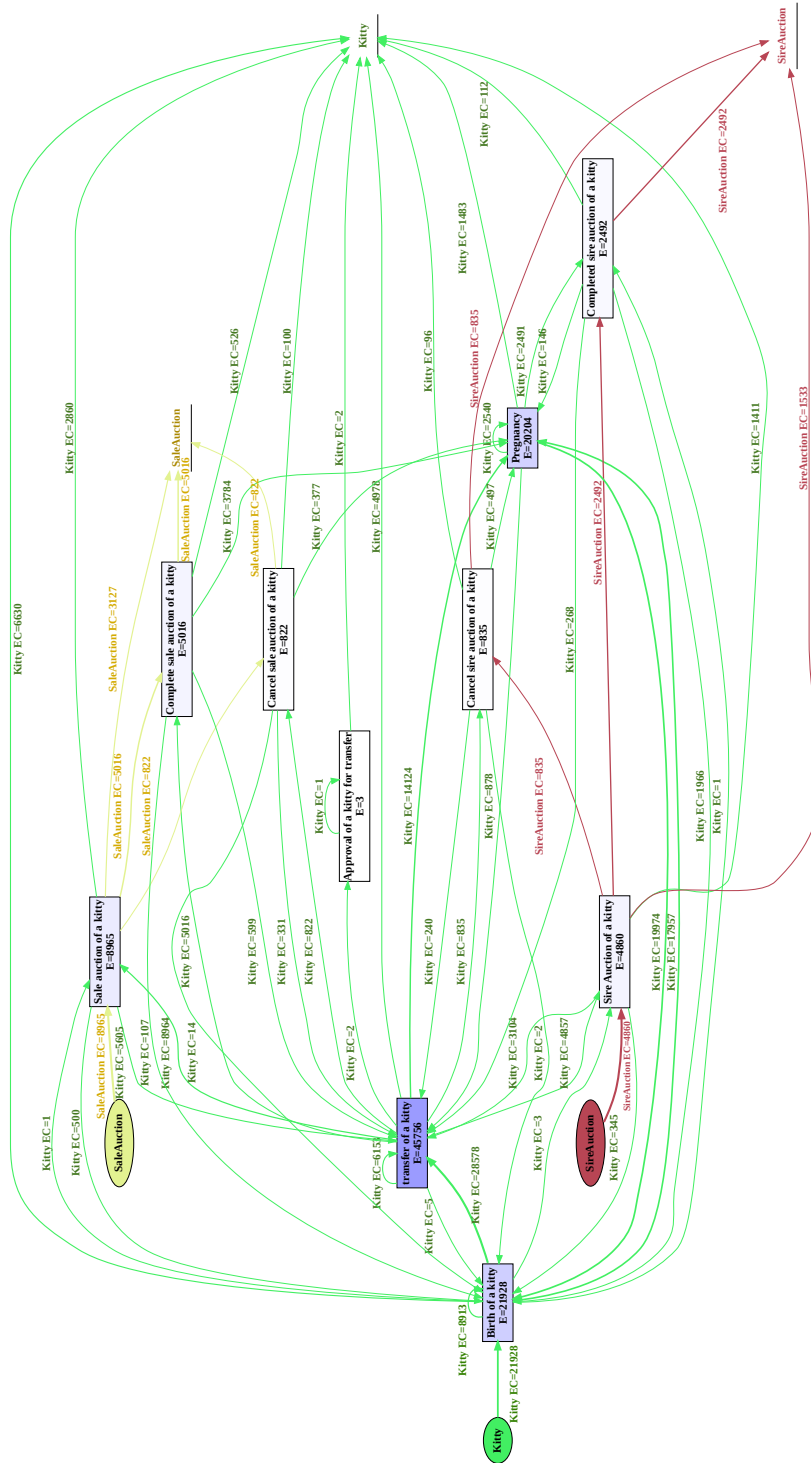 Kitty
SireAuction
Kitty EC=112
SireAuction EC=2492
Completed sire auction of a kitty
E=2492
Kitty EC=1483
Kitty EC=6630
Kitty EC=2860
Kitty EC=526
Kitty EC=100
Kitty EC=2
Kitty EC=96
SireAuction EC=835
Kitty EC=2491
Kitty EC=146
SaleAuction
SaleAuction EC=5016
Kitty EC=3784
SaleAuction EC=822
Kitty EC=377
Kitty EC=4978
Kitty EC=2540
Pregnancy
E=20204
Kitty EC=497
SireAuction EC=2492
Kitty EC=1411
SireAuction EC=1533
SaleAuction EC=3127
Complete sale auction of a kitty
E=5016
Cancel sale auction of a kitty
E=822
Cancel sire auction of a kitty
E=835
Kitty EC=268
SaleAuction EC=5016
SaleAuction EC=822
Kitty EC=1
Approval of a kitty for transfer
E=3
Kitty EC=14124
Kitty EC=878
SireAuction EC=835
Kitty EC=1966
Kitty EC=1
Sale auction of a kitty
E=8965
Kitty EC=5016
Kitty EC=599
Kitty EC=331
Kitty EC=822
Kitty EC=240
Kitty EC=835
Sire Auction of a kitty
E=4860
Kitty EC=19974
Kitty EC=17957
SaleAuction EC=8965
Kitty EC=5605
Kitty EC=107
Kitty EC=8964
Kitty EC=14
Kitty EC=2
Kitty EC=3104
Kitty EC=2
Kitty EC=4857
SireAuction EC=4860
Kitty EC=1
Kitty EC=500
SaleAuction
Kitty EC=6153
transfer of a kitty
E=45756
Kitty EC=5
Kitty EC=28578
Kitty EC=3
SireAuction
Kitty EC=345
Kitty EC=8913
Birth of a kitty
E=21928
Kitty EC=21928
Kitty